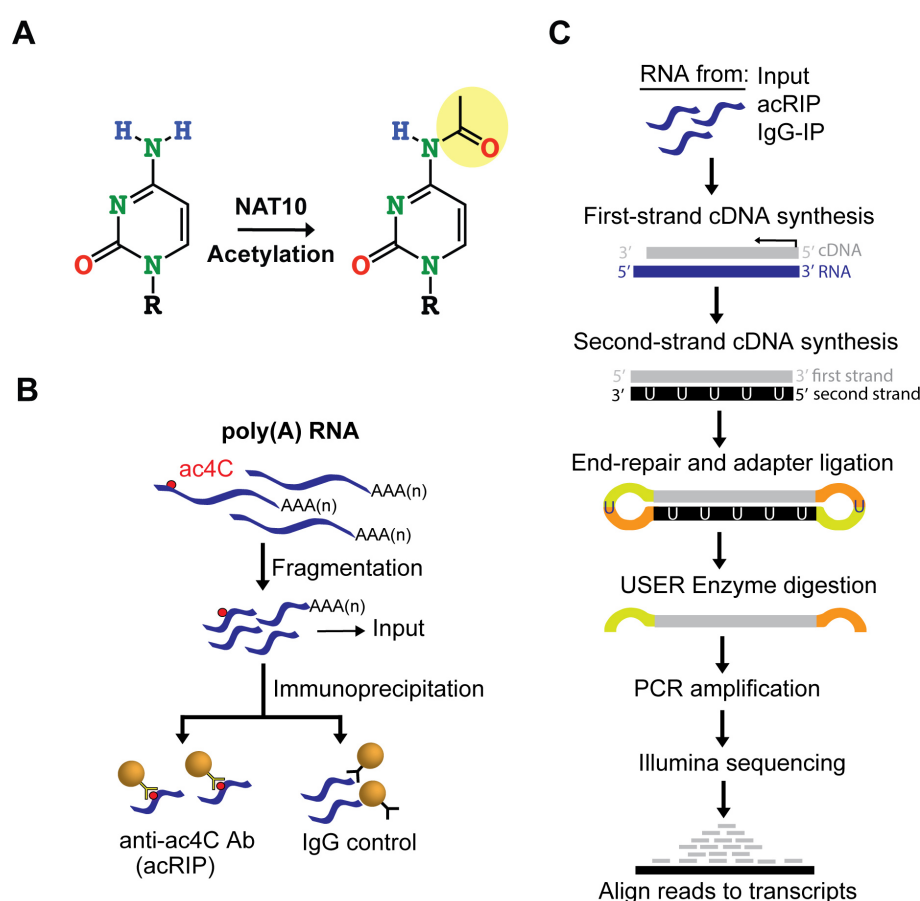 A
H H
N
N
O
N
R
NAT10
Acetylation
H
N
O
N
O
N
R
B
poly(A) RNA
ac4C
AAA(n)
AAA(n)
AAA(n)
Fragmentation
AAA(n)
Input
Immunoprecipitation
anti-ac4C Ab
(acRIP)
IgG control
C
RNA from: Input
acRIP
IgG-IP
First-strand cDNA synthesis
3′ 5′ cDNA
5′ 3′ RNA
Second-strand cDNA synthesis
5′ 3′ first strand
3′ U U U U U 5′ second strand
End-repair and adapter ligation
U U
U U U U U
USER Enzyme digestion
PCR amplification
Illumina sequencing
Align reads to transcripts